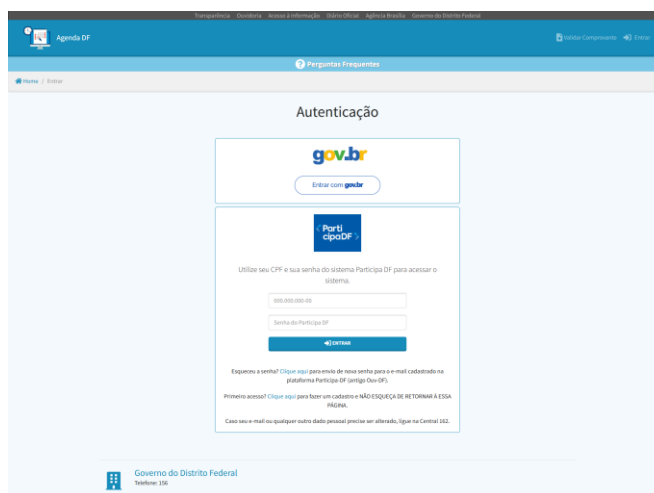 Transparência Ouvidoria Acesso à informação Diário Oficial Agência Brasília Governo do Distrito Federal
Agenda DF
Validar Comprovante Entrar
Perguntas Frequentes
Home / Entrar
Autenticação
gov.br
Entrar com gov.br
Parti
cipaDF
Utilize seu CPF e sua senha do sistema Participa DF para acessar o
sistema.
000.000.000-00
Senha do Participa DF
ENTRAR
Esqueceu a senha? Clique aqui para envio de nova senha para o e-mail cadastrado na
plataforma Participa-DF (antigo Ouv-DF).
Primeiro acesso? Clique aqui para fazer um cadastro e NÃO ESQUEÇA DE RETORNAR À ESSA
PÁGINA.
Caso seu e-mail ou qualquer outro dado pessoal precise ser alterado, ligue na Central 162.
Governo do Distrito Federal
Telefone: 156